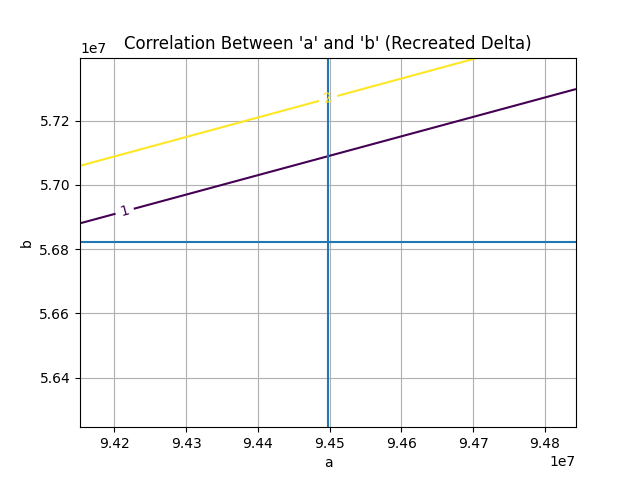 Correlation Between 'a' and 'b' (Recreated Delta)
1e7
2
5.72
5.70
1
5.68
b
5.66
5.64
9.42 9.43 9.44 9.45 9.46 9.47 9.48
a
1e7